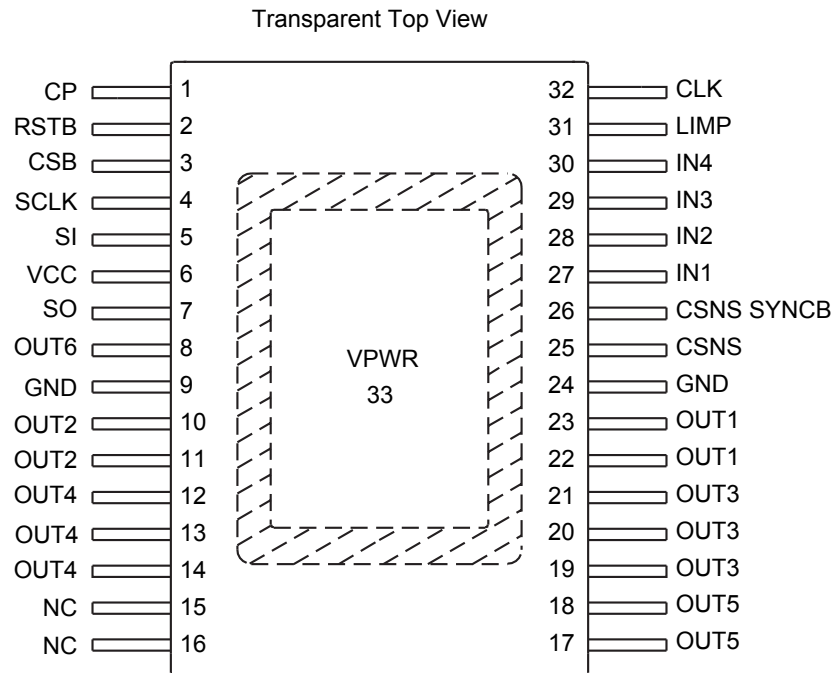 Transparent Top View
CP 1 32 CLK
RSTB 2 31 LIMP
CSB 3 30 IN4
SCLK 4 29 IN3
SI 5 28 IN2
VCC 6 27 IN1
SO 7 26 CSNS SYNCB
OUT6 8 25 CSNS
VPWR
GND 9 24 GND
33
OUT2 10 23 OUT1
OUT2 11 22 OUT1
OUT4 12 21 OUT3
OUT4 13 20 OUT3
OUT4 14 19 OUT3
NC 15 18 OUT5
NC 16 17 OUT5